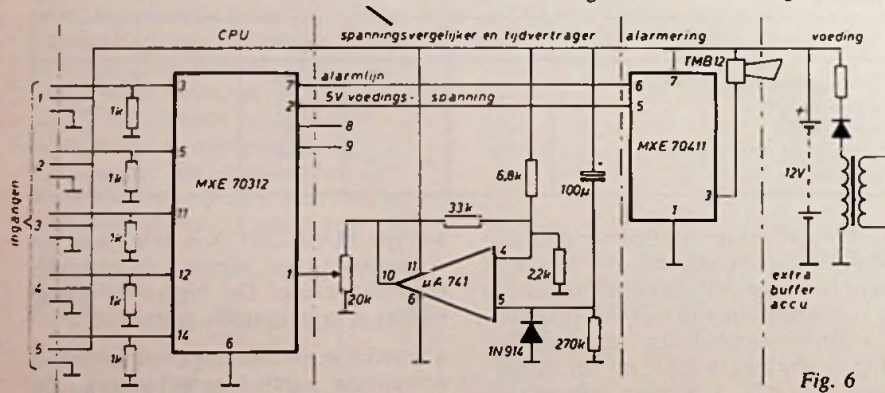 CPU
spanningsvergelijker en tijdvertrager
alarmering
voeding
TMB12
ingangen
1
2
3
4
5
1k
1k
1k
1k
1k
3
5
11
12
14
MXE 70312
6
7
2
8
9
1
alarmlijn
5V voedings- spanning
6,8k
100µ
33k
22k
20k
10
11
6
4
5
µA 741
1N914
270k
6
5
7
MXE 70411
3
1
+
12V
extra
buffer
accu
Fig. 6